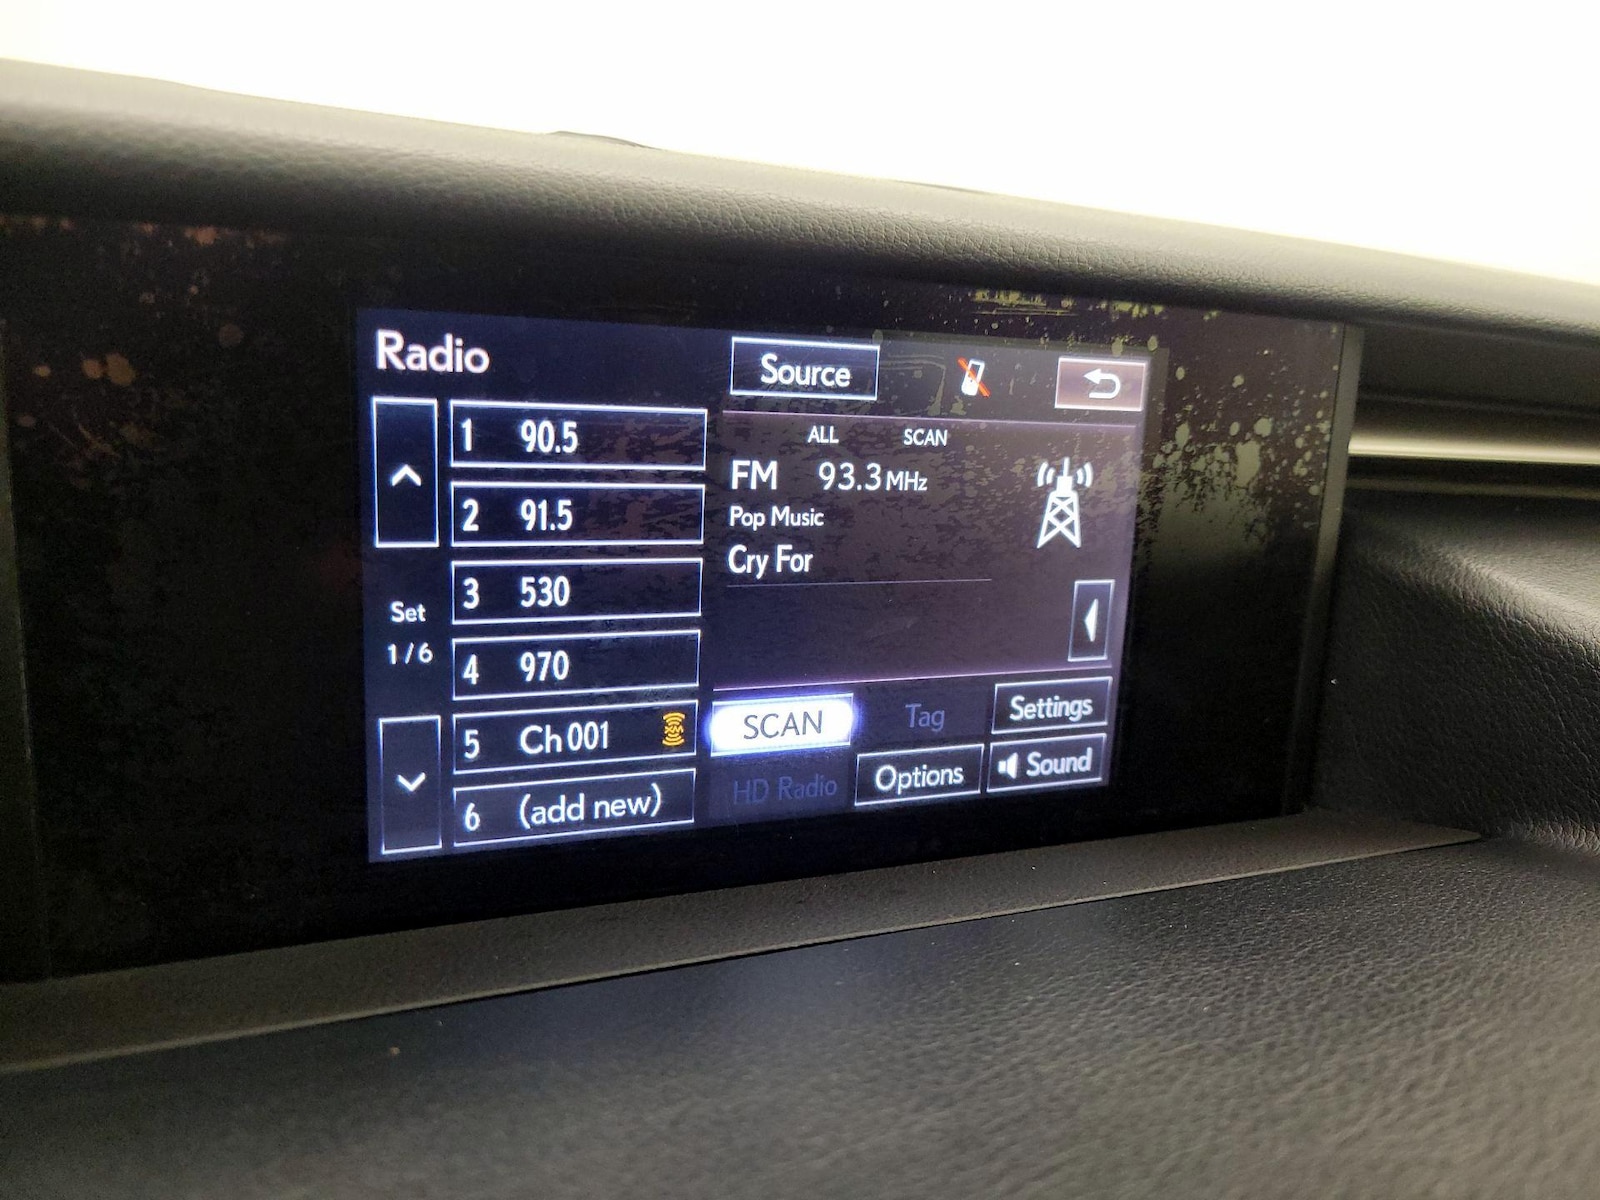 Radio
Source
1 90.5
2 91.5
3 530
4 970
5 Ch 001 XM
6 (add new)
Set
1/6
ALL SCAN
FM 93.3 MHz
Pop Music
Cry For
SCAN
Tag
Settings
HD Radio
Options
Sound